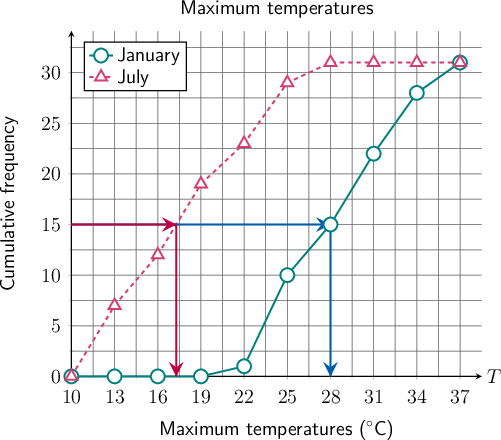 Maximum temperatures
January
July
Cumulative frequency
30
25
20
15
10
5
0
10 13 16 19 22 25 28 31 34 37 T
Maximum temperatures (°C)